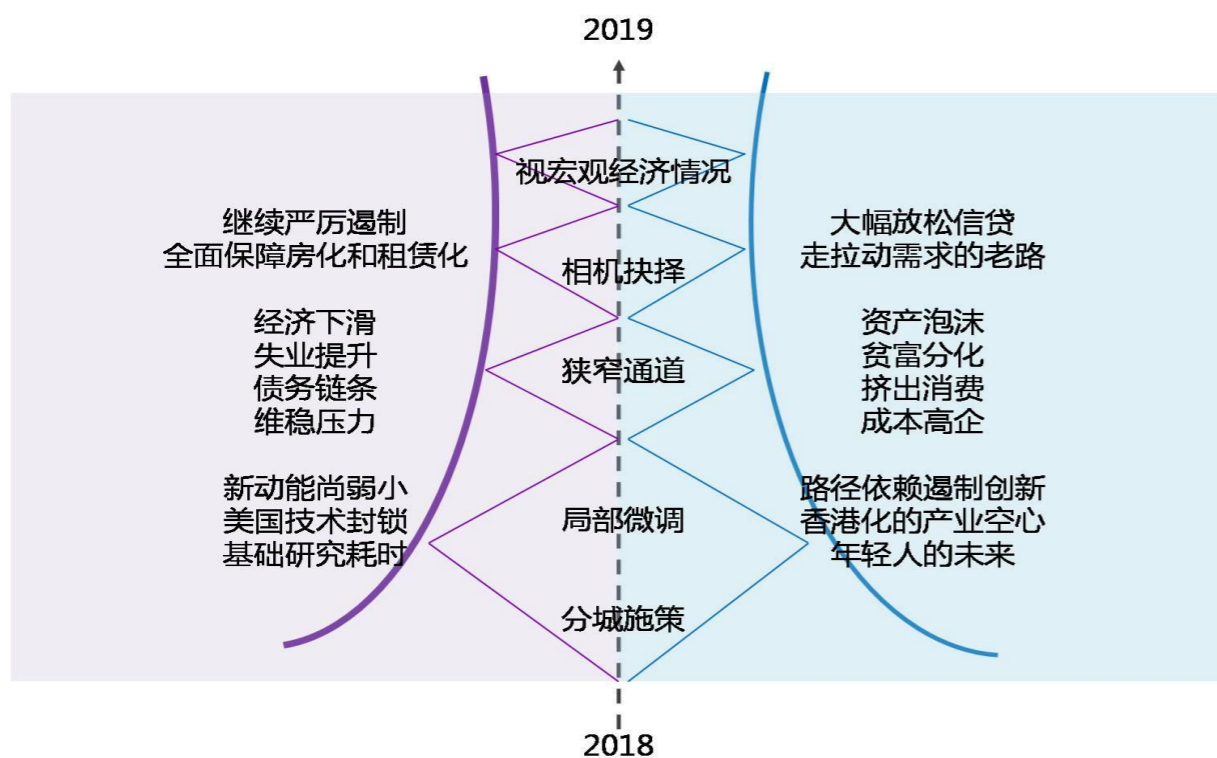 2019
视宏观经济情况
继续严厉遏制
全面保障房化和租赁化
大幅放松信贷
走拉动需求的老路
相机抉择
经济下滑
失业提升
债务链条
维稳压力
狭窄通道
资产泡沫
贫富分化
挤出消费
成本高企
新动能尚弱小
美国技术封锁
基础研究耗时
局部微调
路径依赖遏制创新
香港化的产业空心
年轻人的未来
分城施策
2018